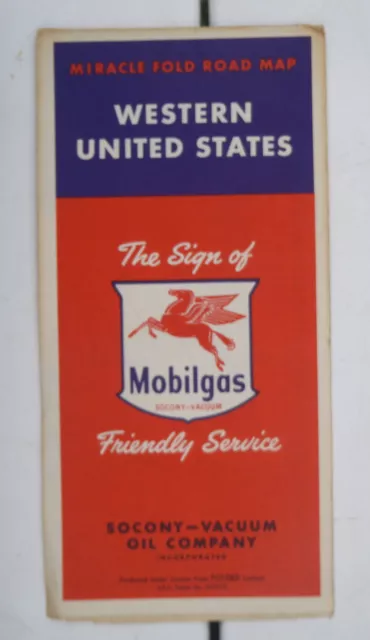 MIRACLE FOLD ROAD MAP
WESTERN
UNITED STATES
The Sign of
Mobilgas
SOCONY-VACUUM
Friendly Service
SOCONY-VACUUM
OIL COMPANY
INCORPORATED